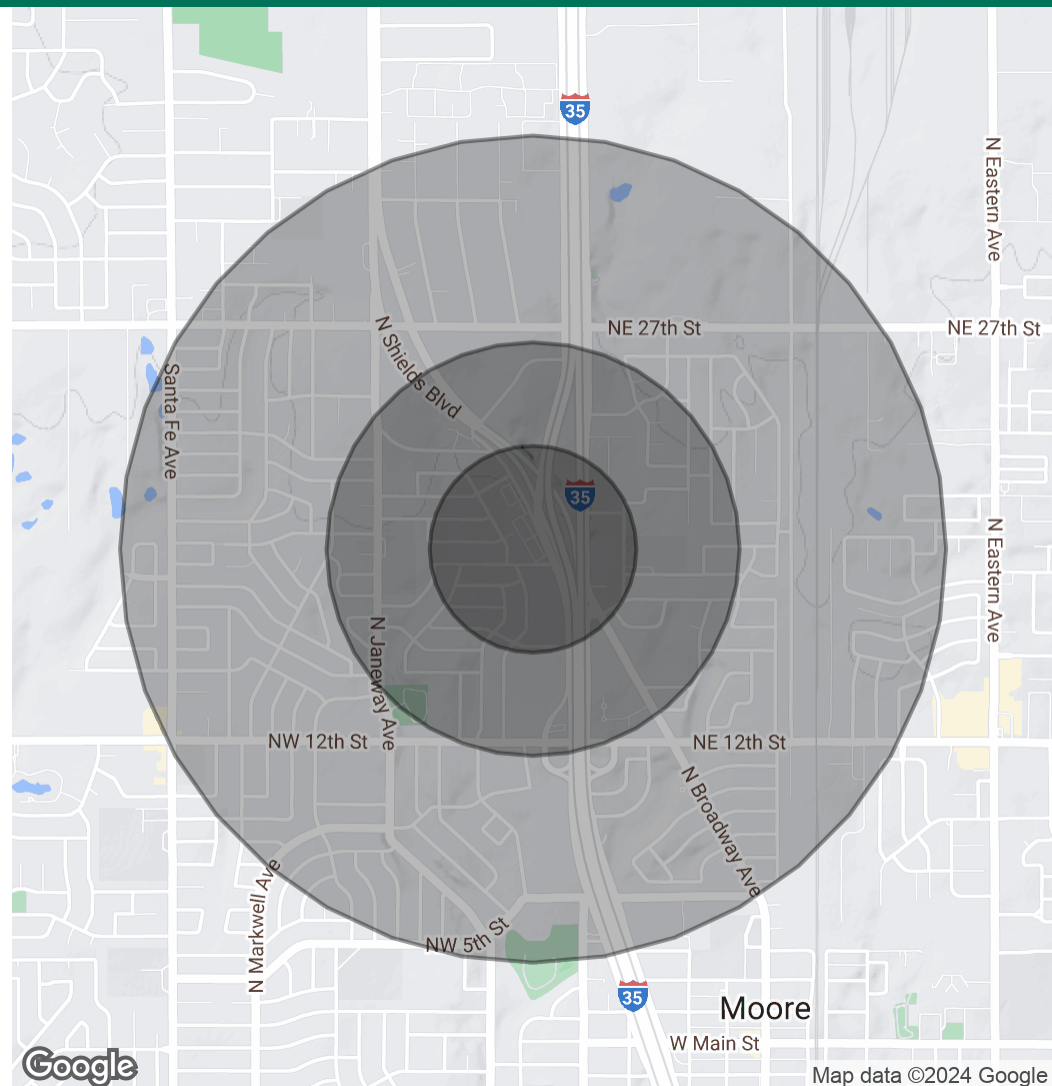 35
N Eastern Ave
NE 27th St
NE 27th St
N Shields Blvd
Santa Fe Ave
35
N Eastern Ave
N Janeway Ave
NW 12th St
NE 12th St
N Broadway Ave
N Markwell Ave
NW 5th St
35
Moore
W Main St
Google
Map data ©2024 Google